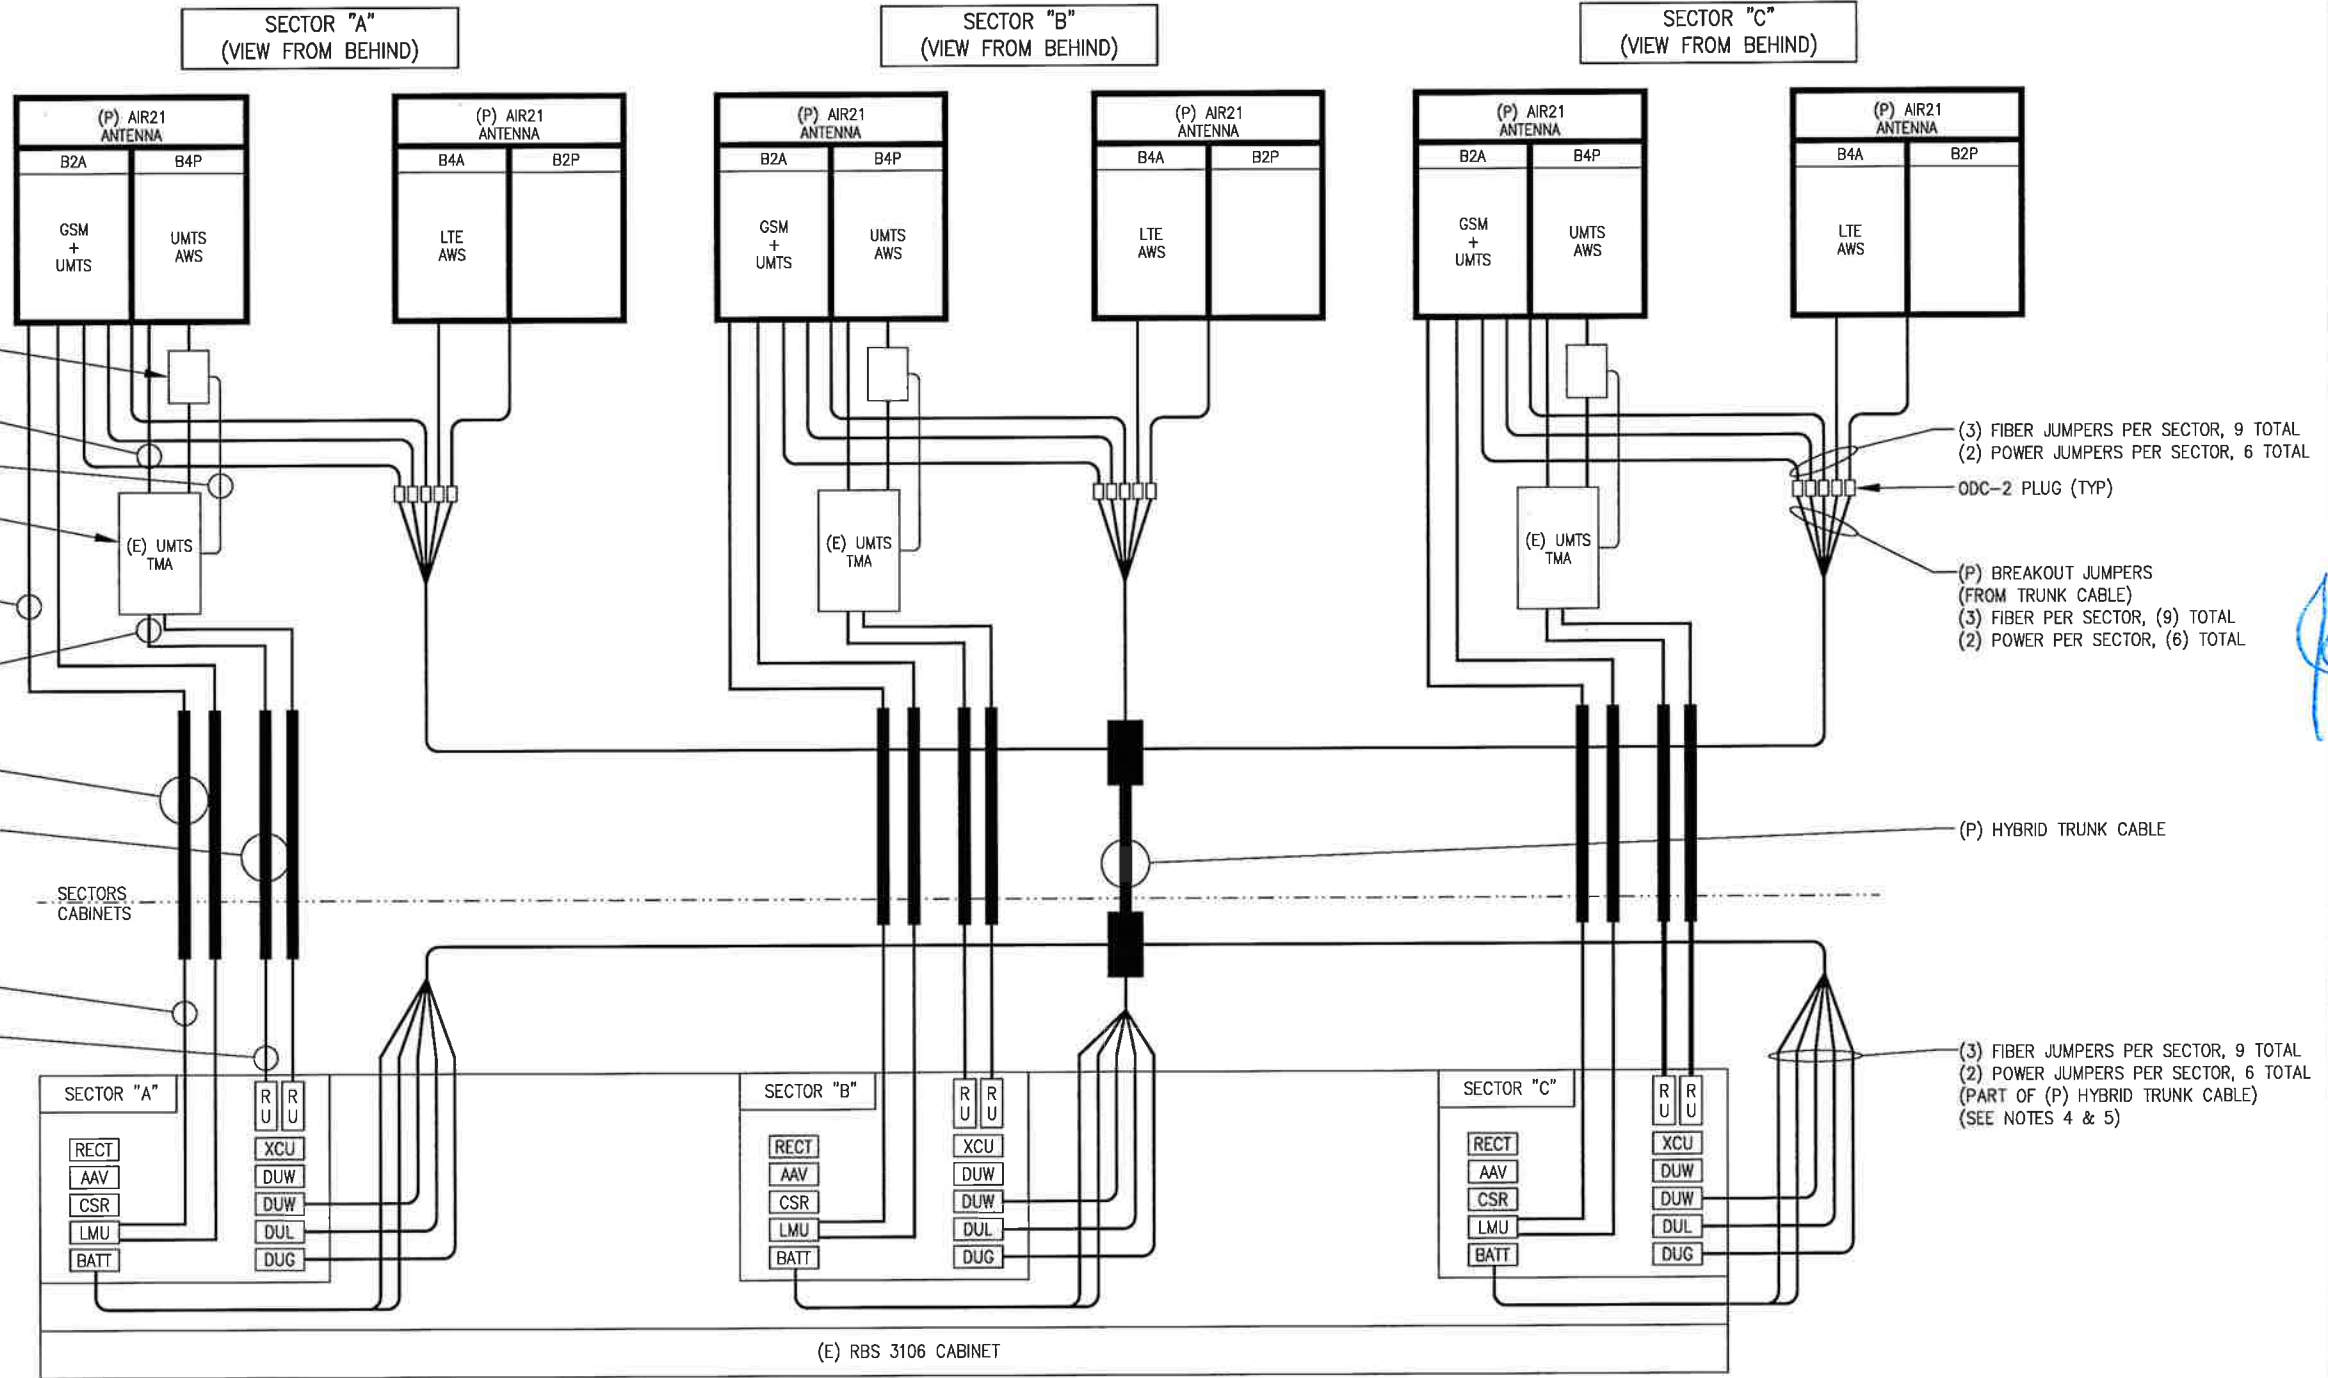 SECTOR "A"
(VIEW FROM BEHIND)
SECTOR "B"
(VIEW FROM BEHIND)
SECTOR "C"
(VIEW FROM BEHIND)
(P) AIR21
ANTENNA
B2A
B4P
GSM
+
UMTS
UMTS
AWS
(P) AIR21
ANTENNA
B4A
B2P
LTE
AWS
(P) AIR21
ANTENNA
B2A
B4P
GSM
+
UMTS
UMTS
AWS
(P) AIR21
ANTENNA
B4A
B2P
LTE
AWS
(P) AIR21
ANTENNA
B2A
B4P
GSM
+
UMTS
UMTS
AWS
(P) AIR21
ANTENNA
B4A
B2P
LTE
AWS
(3) FIBER JUMPERS PER SECTOR, 9 TOTAL
(2) POWER JUMPERS PER SECTOR, 6 TOTAL
ODC-2 PLUG (TYP)
(E) UMTS
TMA
(E) UMTS
TMA
(E) UMTS
TMA
(P) BREAKOUT JUMPERS
(FROM TRUNK CABLE)
(3) FIBER PER SECTOR, (9) TOTAL
(2) POWER PER SECTOR, (6) TOTAL
(P) HYBRID TRUNK CABLE
SECTORS
CABINETS
(3) FIBER JUMPERS PER SECTOR, 9 TOTAL
(2) POWER JUMPERS PER SECTOR, 6 TOTAL
(PART OF (P) HYBRID TRUNK CABLE)
(SEE NOTES 4 & 5)
SECTOR "A"
RU
RU
RECT
AAV
CSR
LMU
BATT
XCU
DUW
DUW
DUL
DUG
SECTOR "B"
RU
RU
RECT
AAV
CSR
LMU
BATT
XCU
DUW
DUW
DUL
DUG
SECTOR "C"
RU
RU
RECT
AAV
CSR
LMU
BATT
XCU
DUW
DUW
DUL
DUG
(E) RBS 3106 CABINET